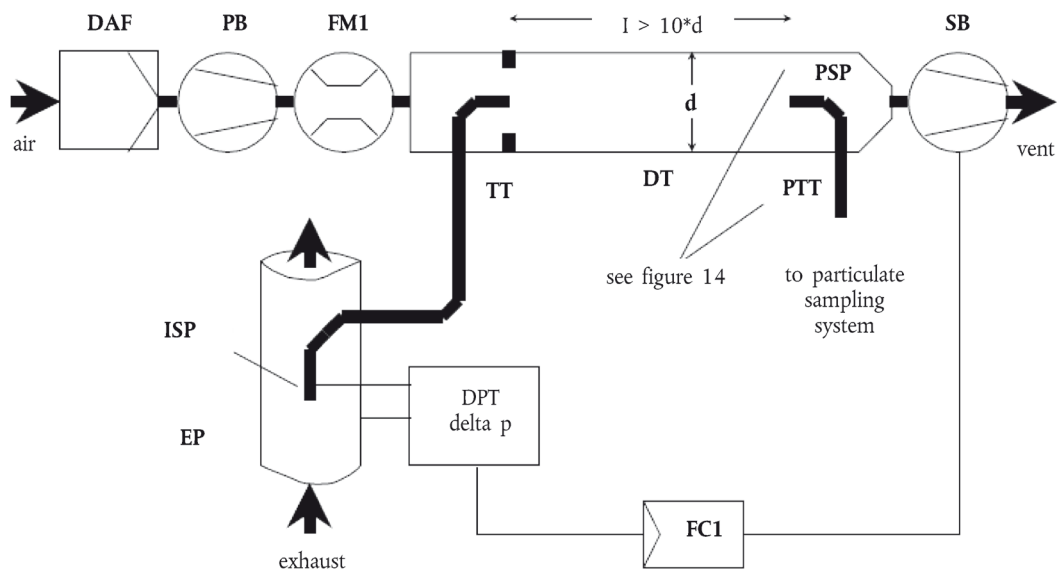 DAF
PB
FM1
l > 10*d
SB
air
d
PSP
vent
TT
DT
PTT
see figure 14
to particulate
sampling
system
ISP
DPT
delta p
EP
FC1
exhaust